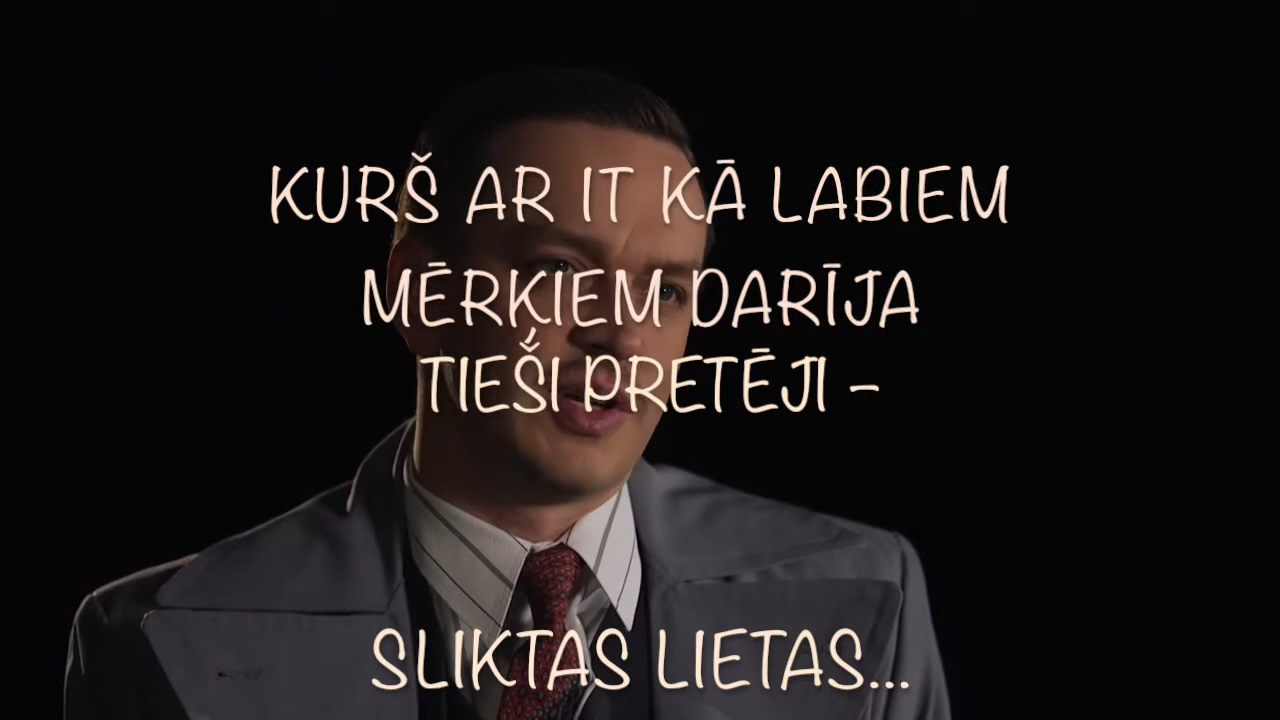 KURŠ AR IT KĀ LABIEM
MĒRĶIEM DARĪJA
TIEŠI PRETĒJI –
SLIKTAS LIETAS...